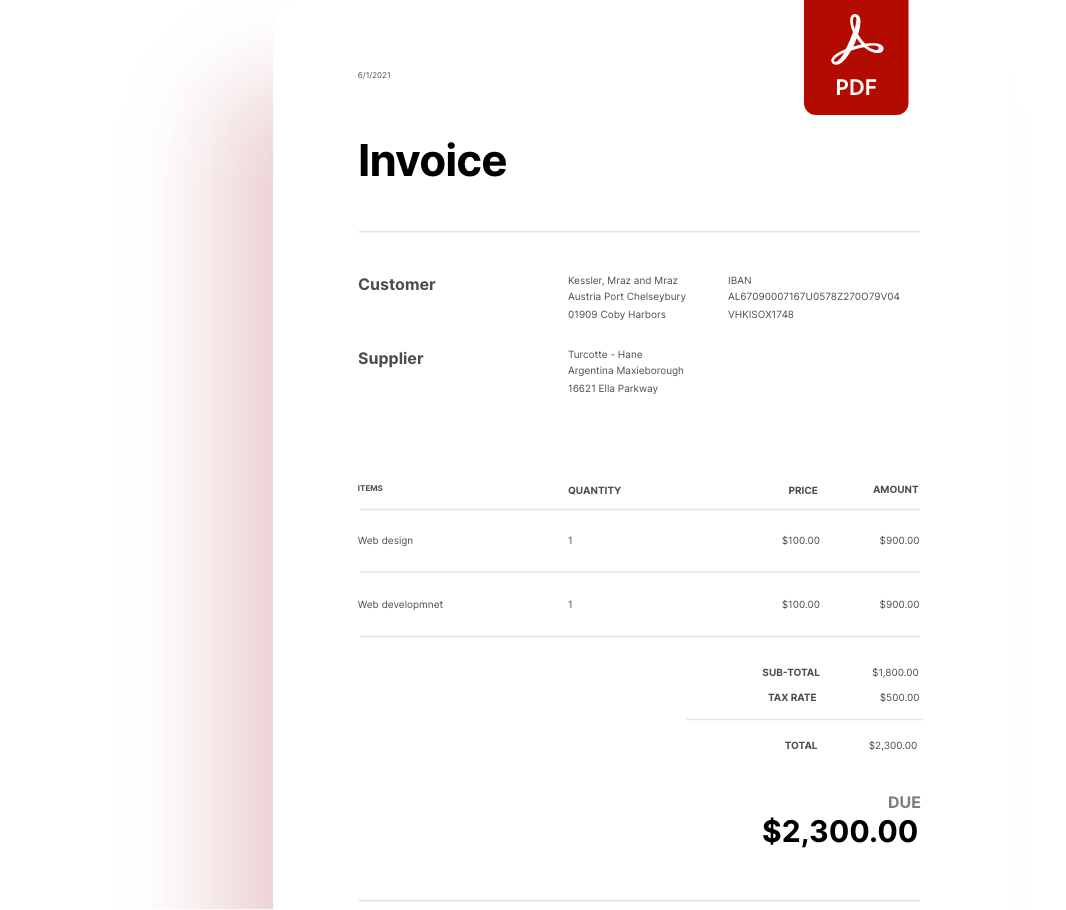 PDF
6/1/2021
Invoice
Customer
Kessler, Mraz and Mraz
Austria Port Chelseybury
01909 Coby Harbors
IBAN
AL67090007167U0578Z270O79V04
VHKISOX1748
Supplier
Turcotte - Hane
Argentina Maxieborough
16621 Ella Parkway
ITEMS QUANTITY PRICE AMOUNT
Web design 1 $100.00 $900.00
Web developmnet 1 $100.00 $900.00
SUB-TOTAL $1,800.00
TAX RATE $500.00
TOTAL $2,300.00
DUE
$2,300.00